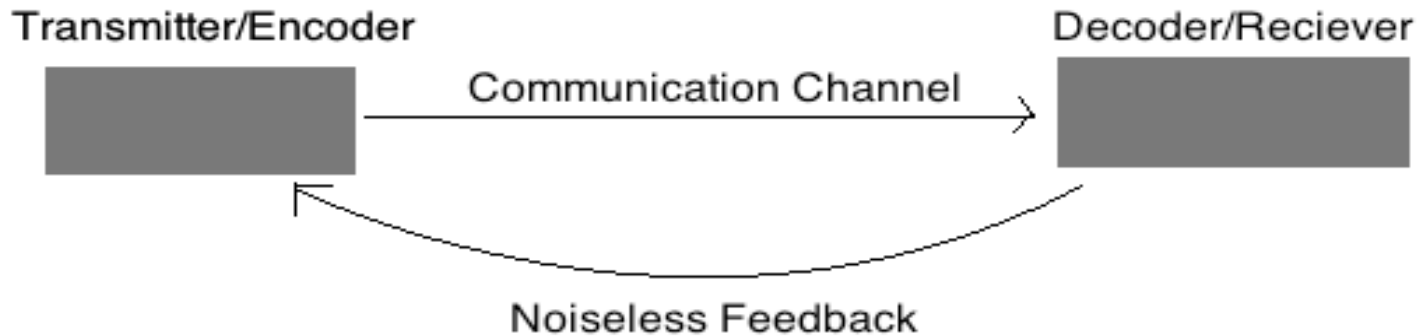 Transmitter/Encoder
Decoder/Reciever
Communication Channel
Noiseless Feedback